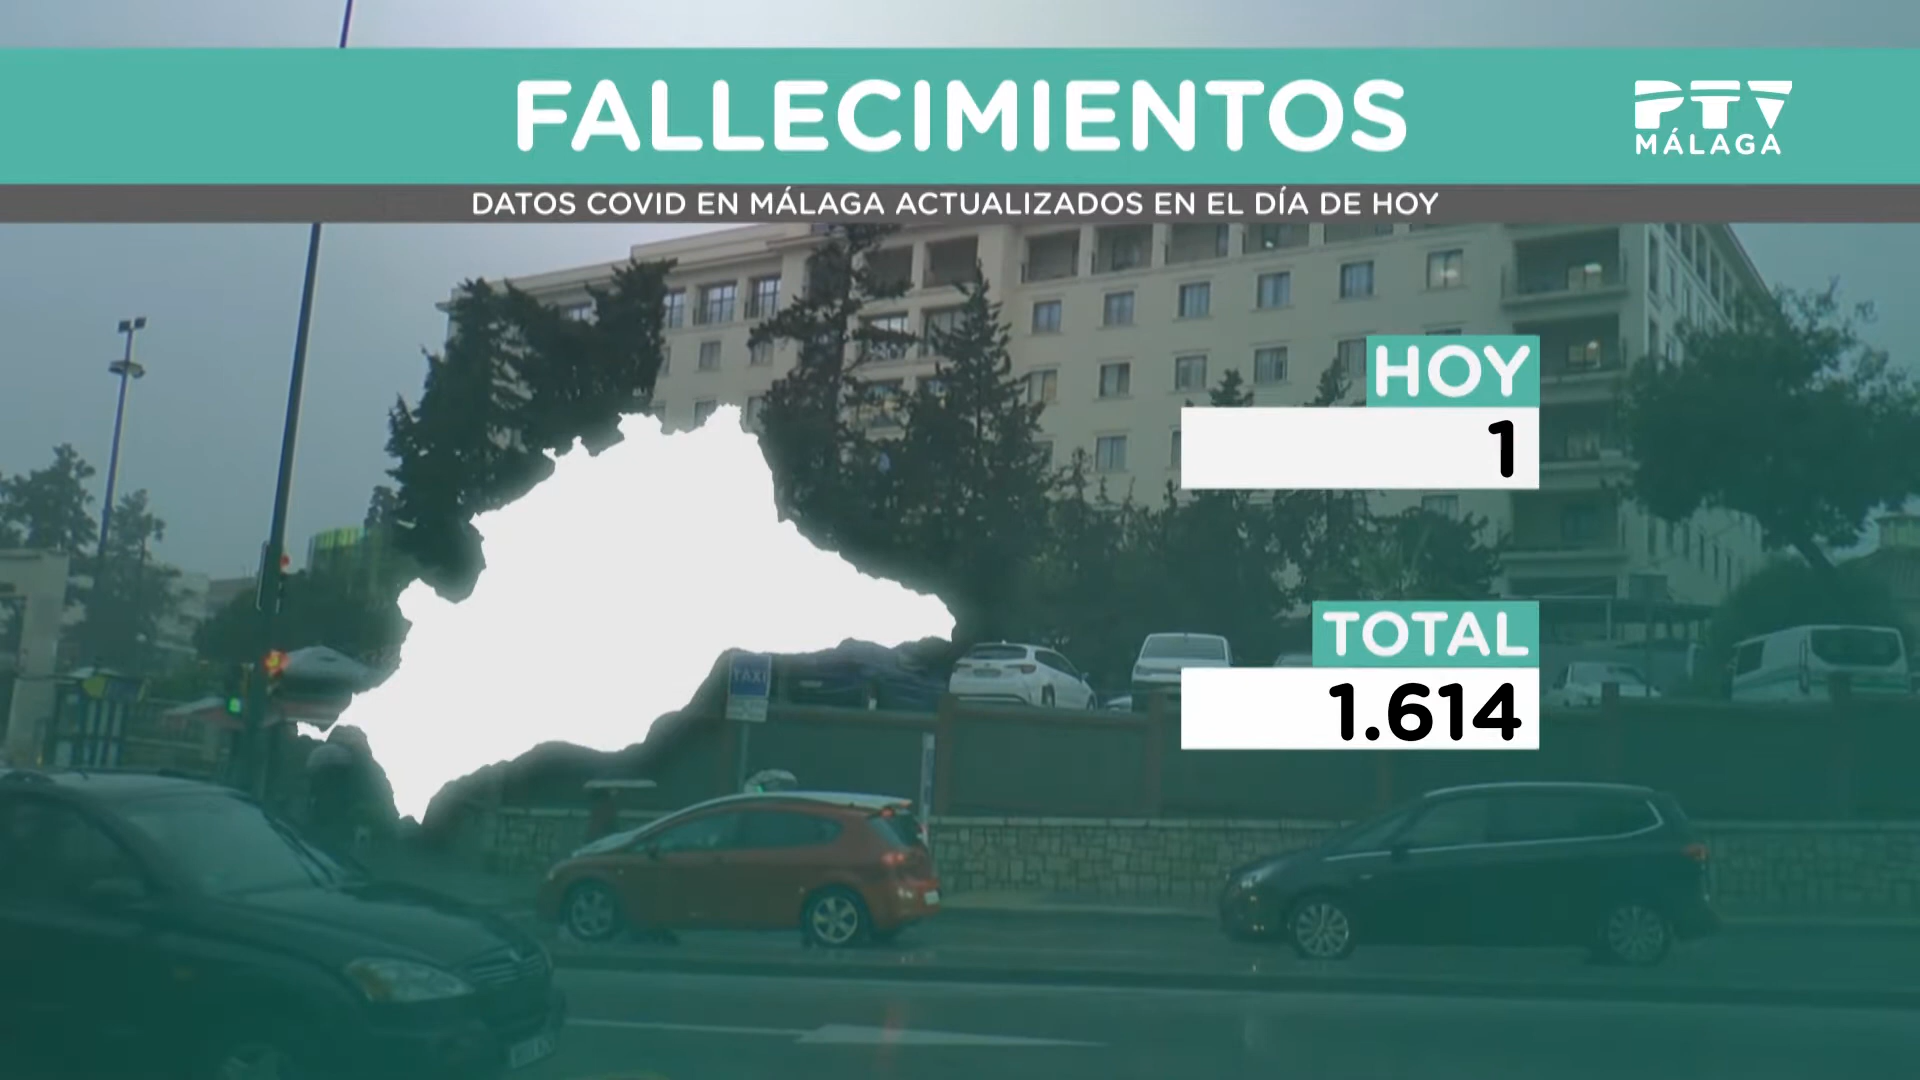 FALLECIMIENTOS
PTV
MÁLAGA
DATOS COVID EN MÁLAGA ACTUALIZADOS EN EL DÍA DE HOY
HOY
1
TOTAL
1.614
TAXI